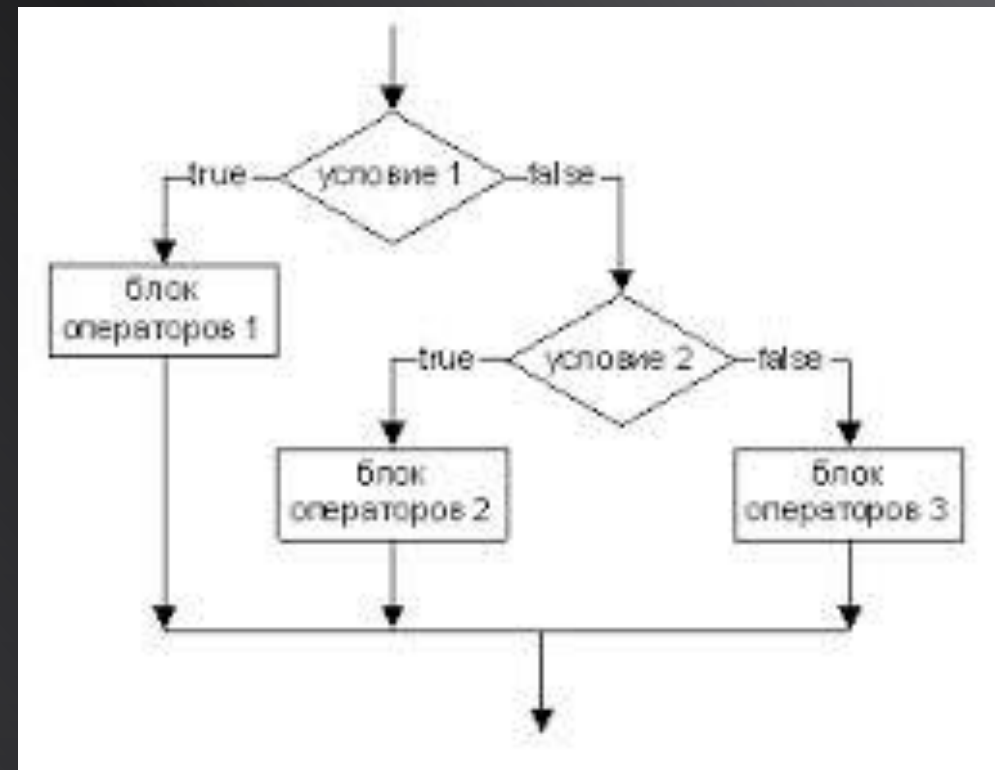 условие 1
true
false
блок
операторов 1
условие 2
true
false
блок
операторов 2
блок
операторов 3